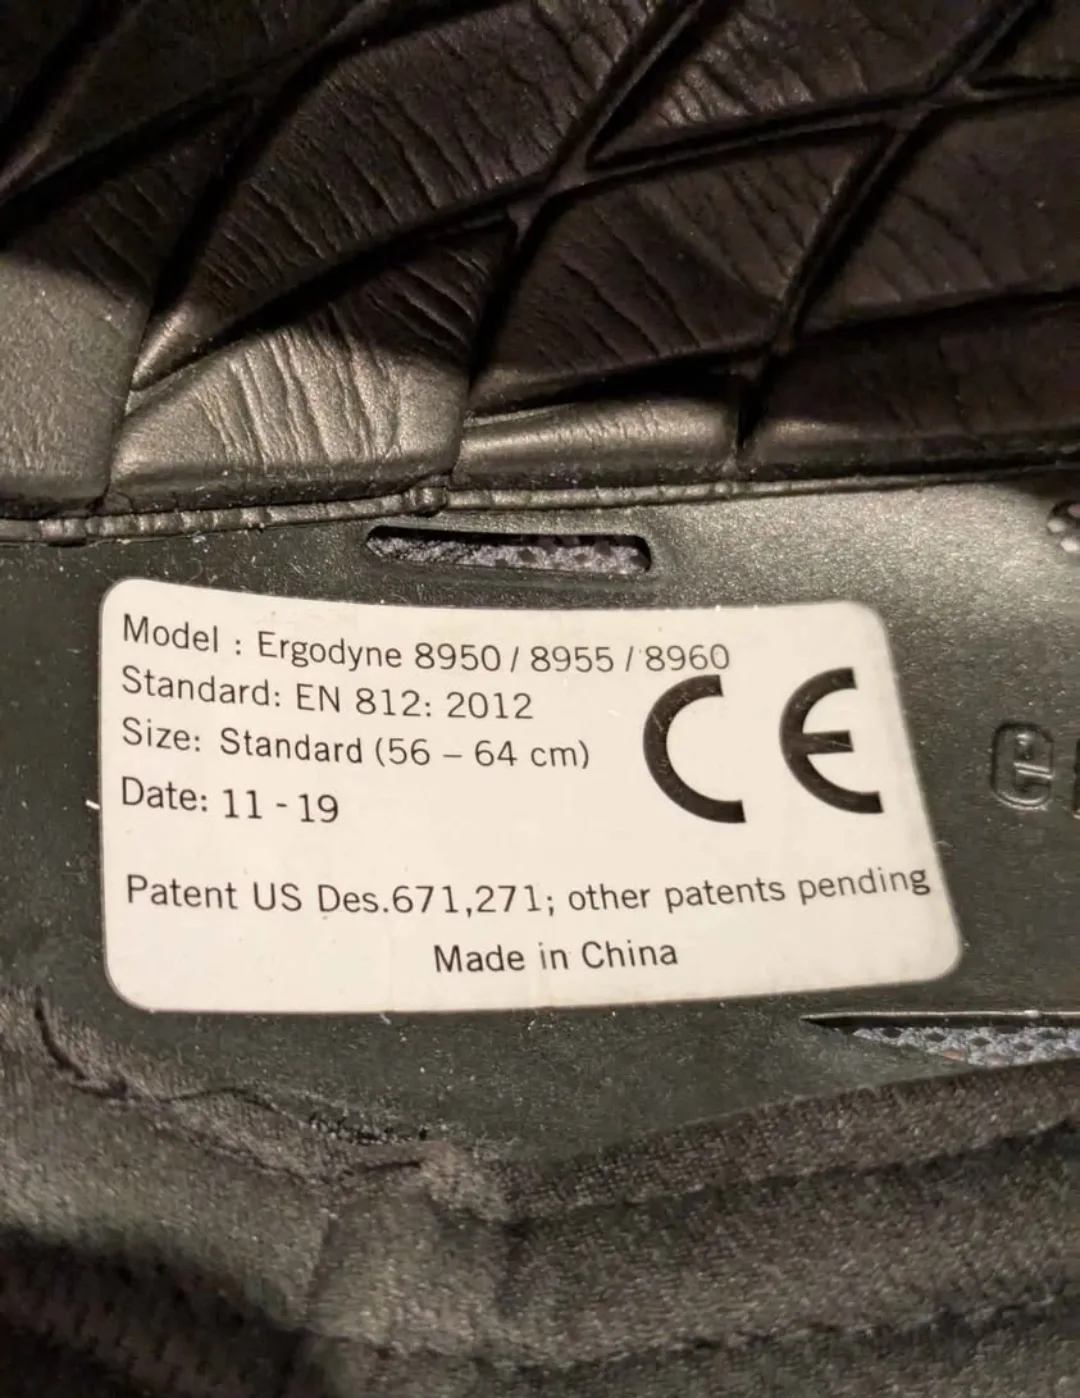 Model : Ergodyne 8950 / 8955 / 8960
Standard: EN 812: 2012
Size: Standard (56 – 64 cm)
Date: 11 - 19
CE
Patent US Des.671,271; other patents pending
Made in China